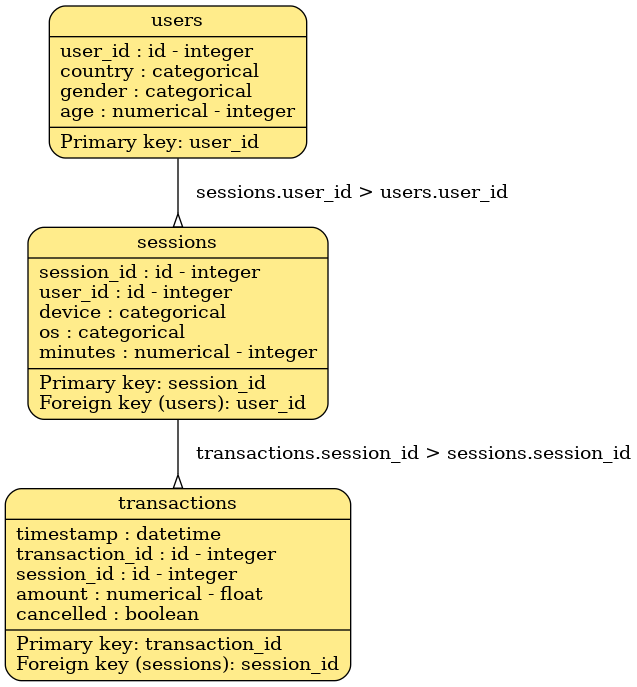 users
user_id : id - integer
country : categorical
gender : categorical
age : numerical - integer
Primary key: user_id
sessions.user_id > users.user_id
sessions
session_id : id - integer
user_id : id - integer
device : categorical
os : categorical
minutes : numerical - integer
Primary key: session_id
Foreign key (users): user_id
transactions.session_id > sessions.session_id
transactions
timestamp : datetime
transaction_id : id - integer
session_id : id - integer
amount : numerical - float
cancelled : boolean
Primary key: transaction_id
Foreign key (sessions): session_id